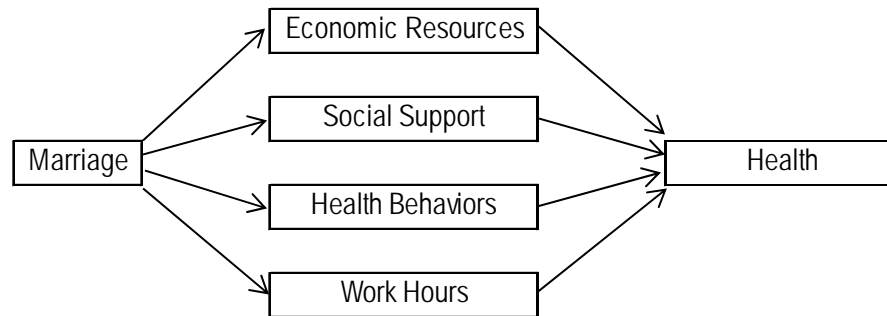 Economic Resources
Social Support
Marriage
Health
Health Behaviors
Work Hours